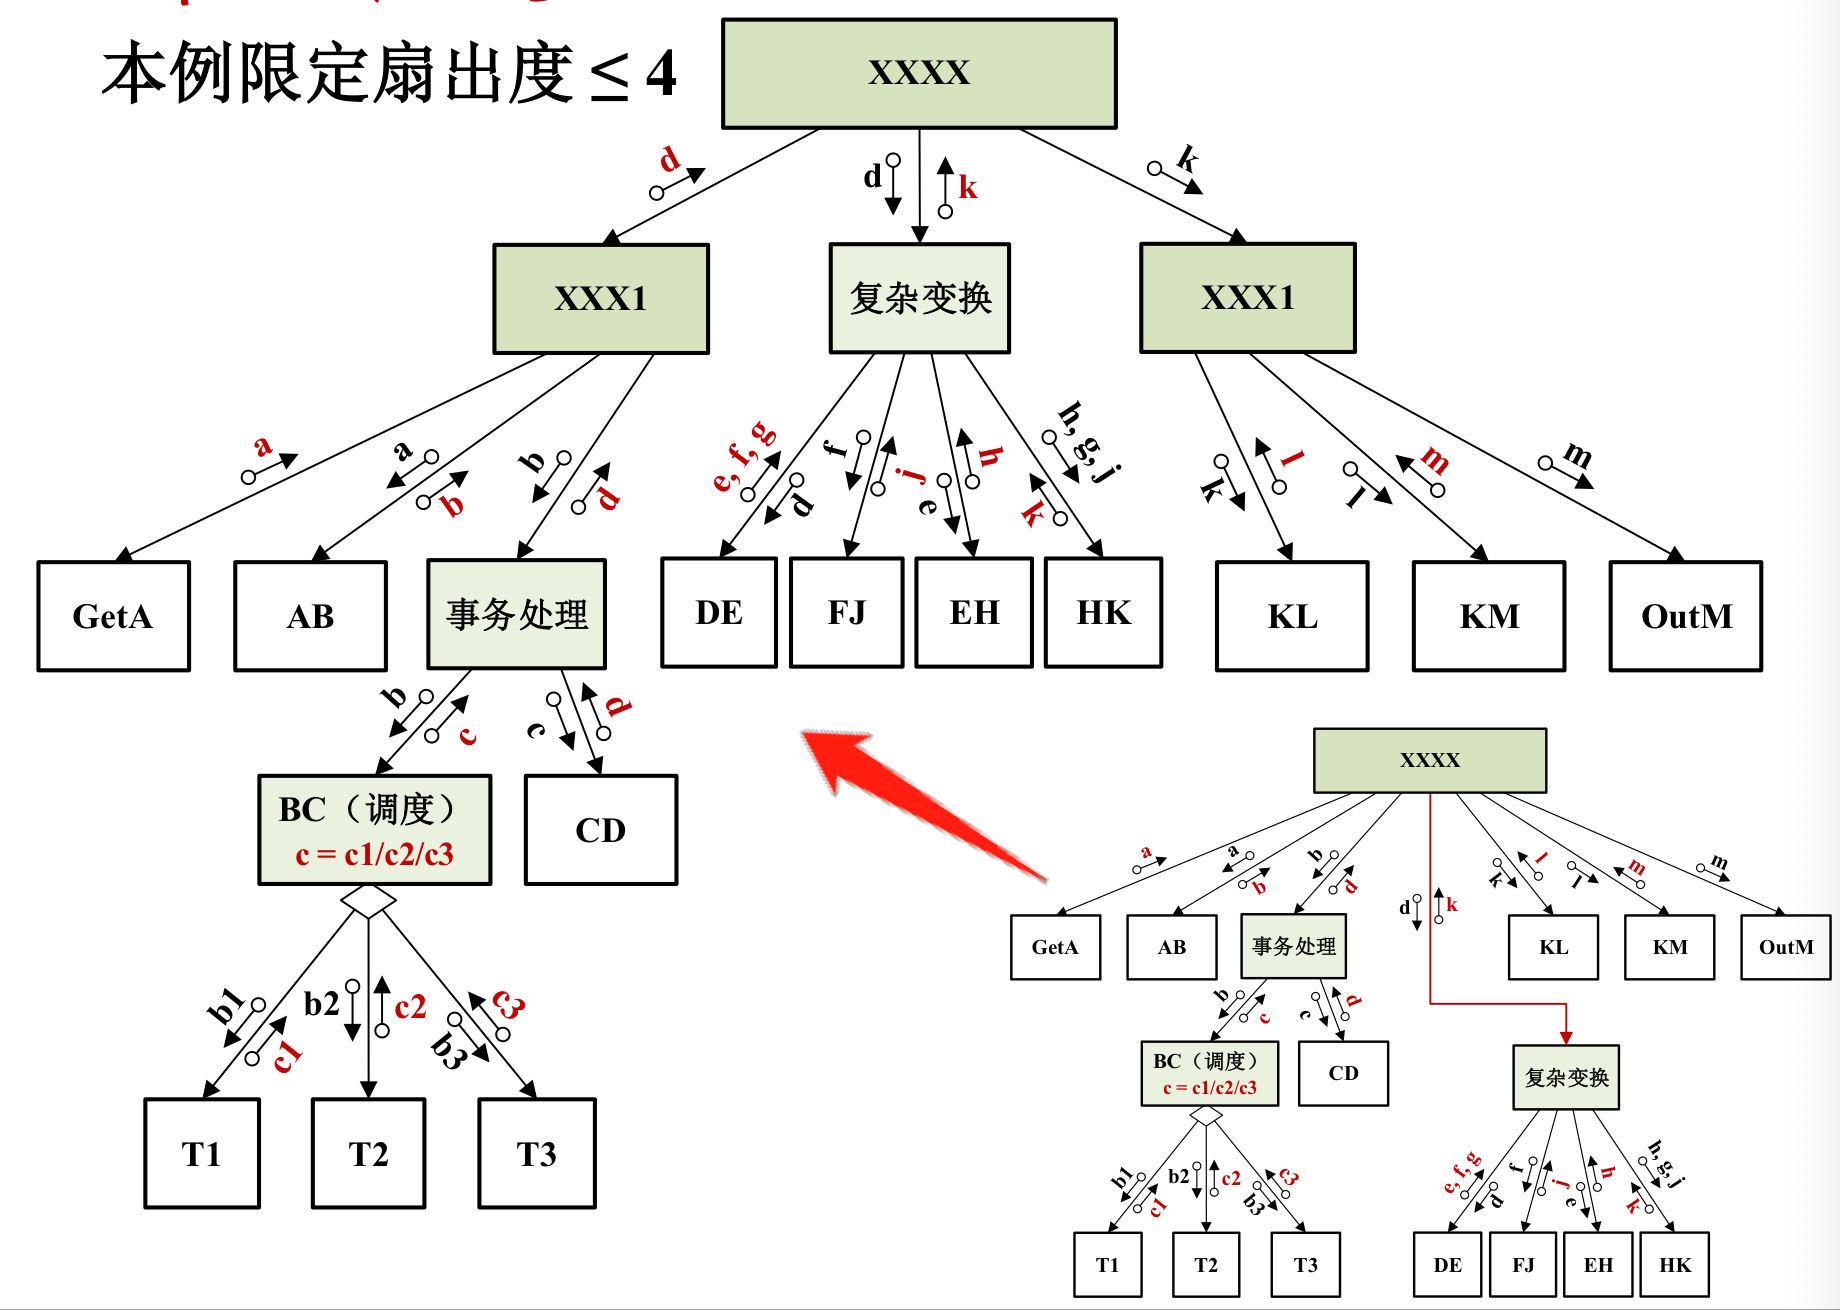 本例限定扇出度 ≤ 4
XXXX
d
d
k
k
XXX1
复杂变换
XXX1
a
a
b
b
d
e, f, g
d
f
j
e
h
h, g, j
k
k
l
l
m
m
GetA
AB
事务处理
DE
FJ
EH
HK
KL
KM
OutM
b
c
c
d
BC（调度）
c = c1/c2/c3
CD
b1
c1
b2
c2
b3
c3
T1
T2
T3
XXXX
a
a
b
b
d
d
k
k
l
l
m
m
GetA
AB
事务处理
KL
KM
OutM
b
c
c
d
BC（调度）
c = c1/c2/c3
CD
复杂变换
b1
c1
b2
c2
b3
c3
e, f, g
d
f
j
e
h
h, g, j
k
T1
T2
T3
DE
FJ
EH
HK